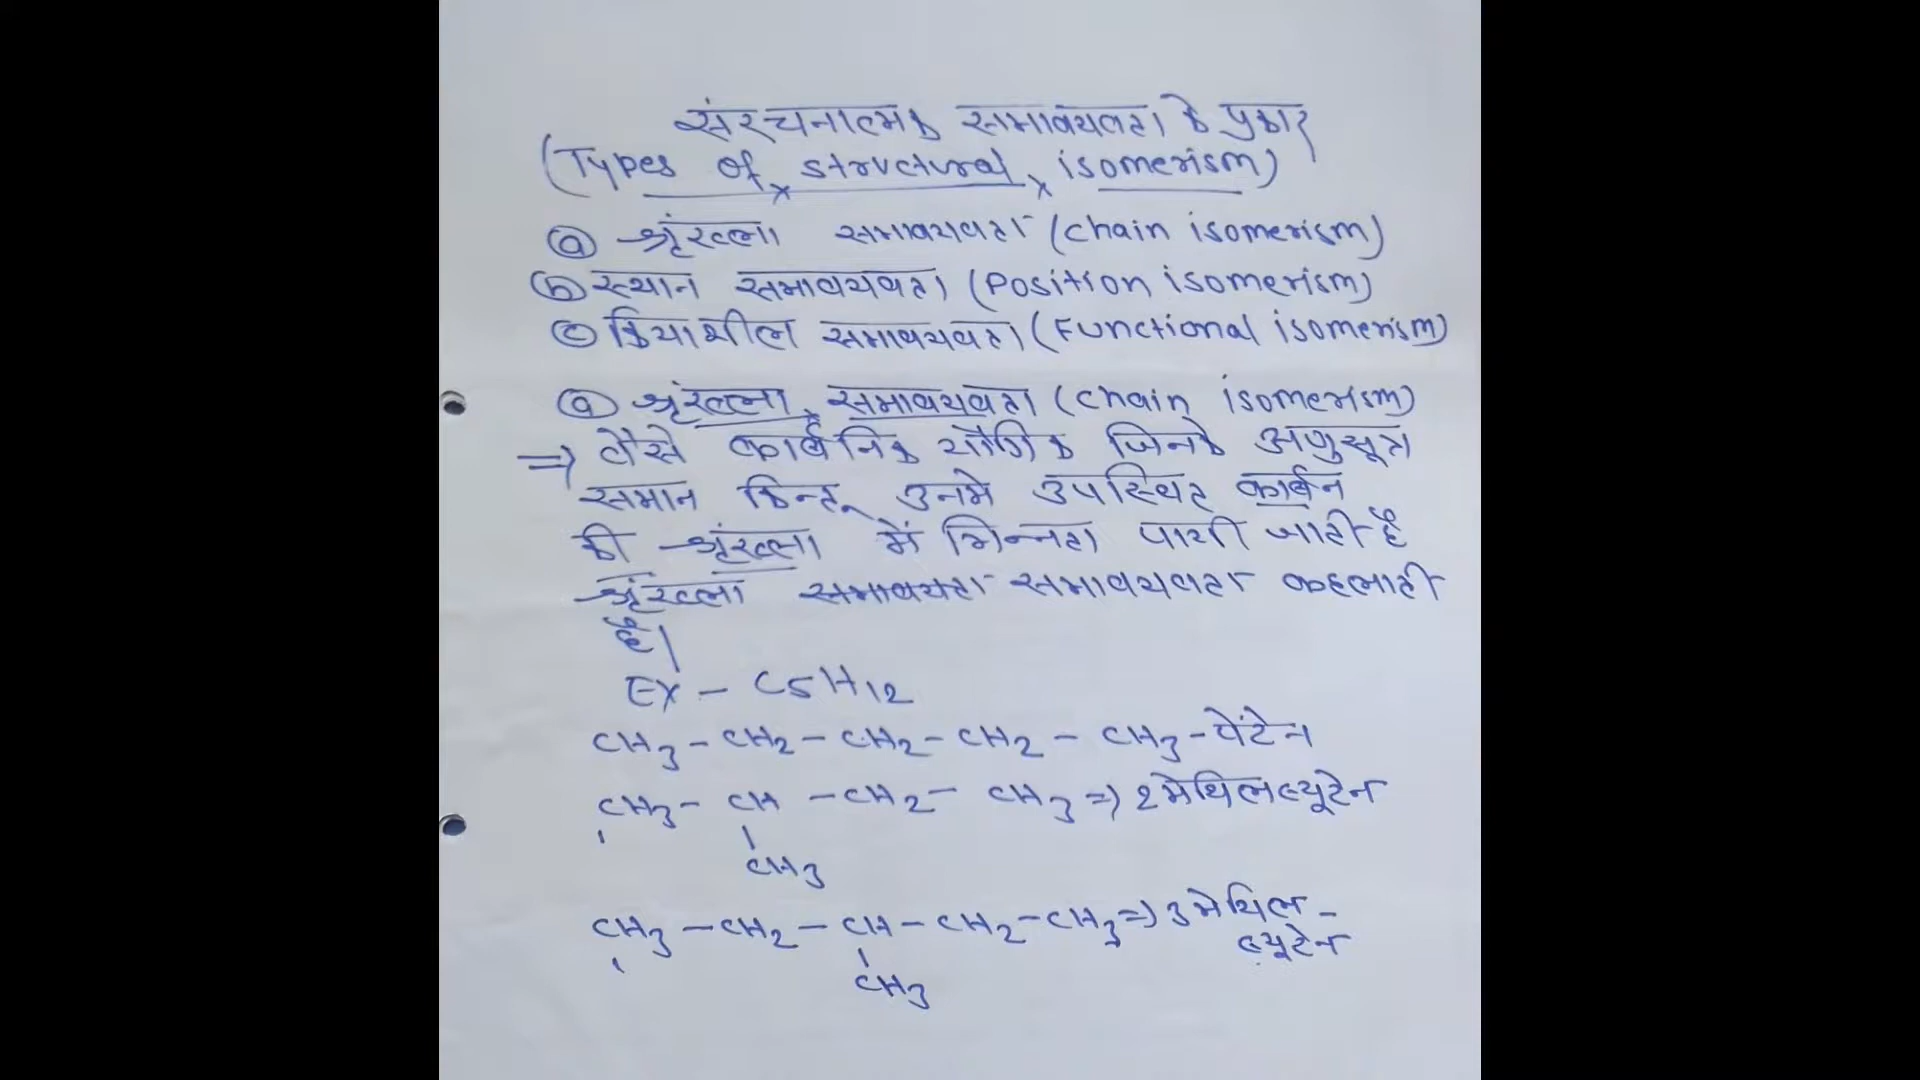 संरचनात्मक समावयवता के प्रकार
(Types of structural isomerism)
ⓐ श्रृंखला समावयवता (chain isomerism)
ⓑ स्थान समावयवता (Position isomerism)
ⓒ क्रियाशील समावयवता (Functional isomerism)
ⓐ श्रृंखला समावयवता (chain isomerism)
=> वैसे कार्बनिक यौगिक जिनके अणुसूत्र
समान किन्तू उनमे उपस्थित कार्बन
की श्रृंखला में भिन्नता पायी जाती है
श्रृंखला समावयता समावयवता कहलाती
है।
EX - C5H12
CH3 - CH2 - CH2 - CH2 - CH3 - पेंटेन
CH3 - CH - CH2 - CH3 => 2 मेथिलब्यूटेन
CH3
CH3 - CH2 - CH - CH2 - CH3 => 3 मेथिल -
ब्यूटेन
CH3